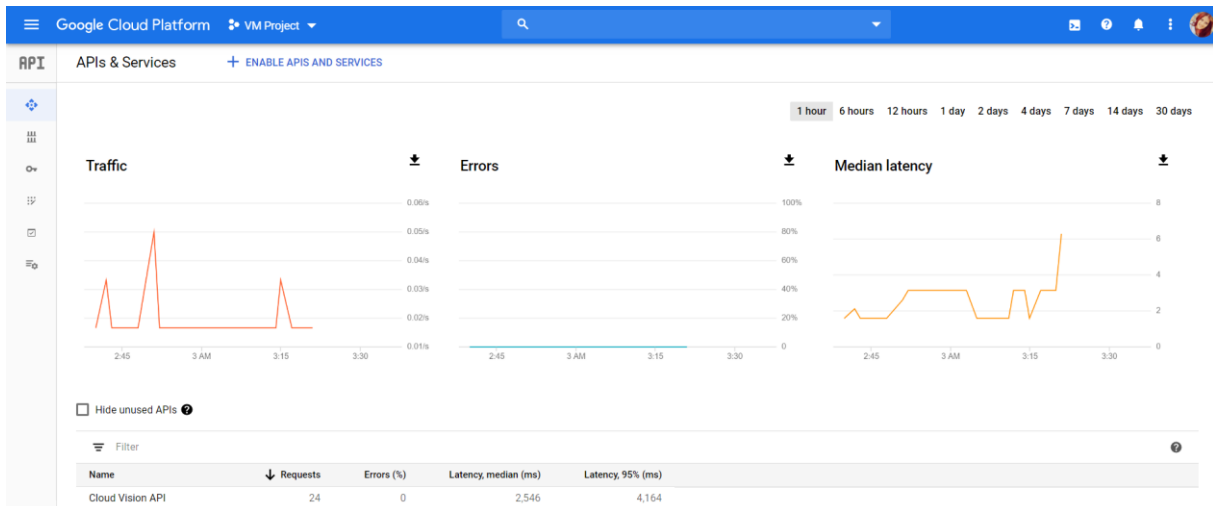 Google Cloud Platform VM Project
API APIs & Services + ENABLE APIS AND SERVICES
1 hour 6 hours 12 hours 1 day 2 days 4 days 7 days 14 days 30 days
Traffic
0.06/s
0.05/s
0.04/s
0.03/s
0.02/s
0.01/s
2:45 3 AM 3:15 3:30
Errors
100%
80%
60%
40%
20%
0
2:45 3 AM 3:15 3:30
Median latency
8
6
4
2
0
2:45 3 AM 3:15 3:30
Hide unused APIs
Filter
Name Requests Errors (%) Latency, median (ms) Latency, 95% (ms)
Cloud Vision API 24 0 2,546 4,164